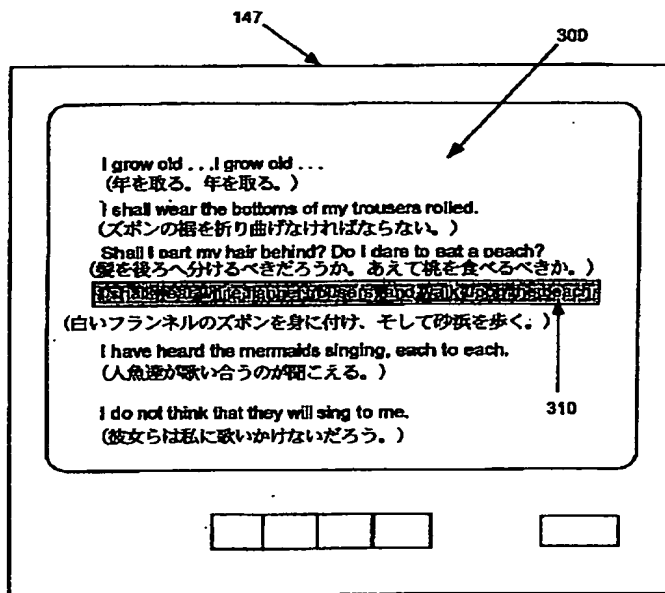 147
300
I grow old . . . I grow old . . .
(年を取る。年を取る。)
I shall wear the bottoms of my trousers rolled.
(ズボンの裾を折り曲げなければならない。)
Shall I part my hair behind? Do I dare to eat a peach?
(髪を後ろへ分けるべきだろうか。あえて桃を食べるべきか。)
(白いフランネルのズボンを身に付け、そして砂浜を歩く。)
I have heard the mermaids singing, each to each.
(人魚達が歌い合うのが聞こえる。)
310
I do not think that they will sing to me.
(彼女らは私に歌いかけないだろう。)